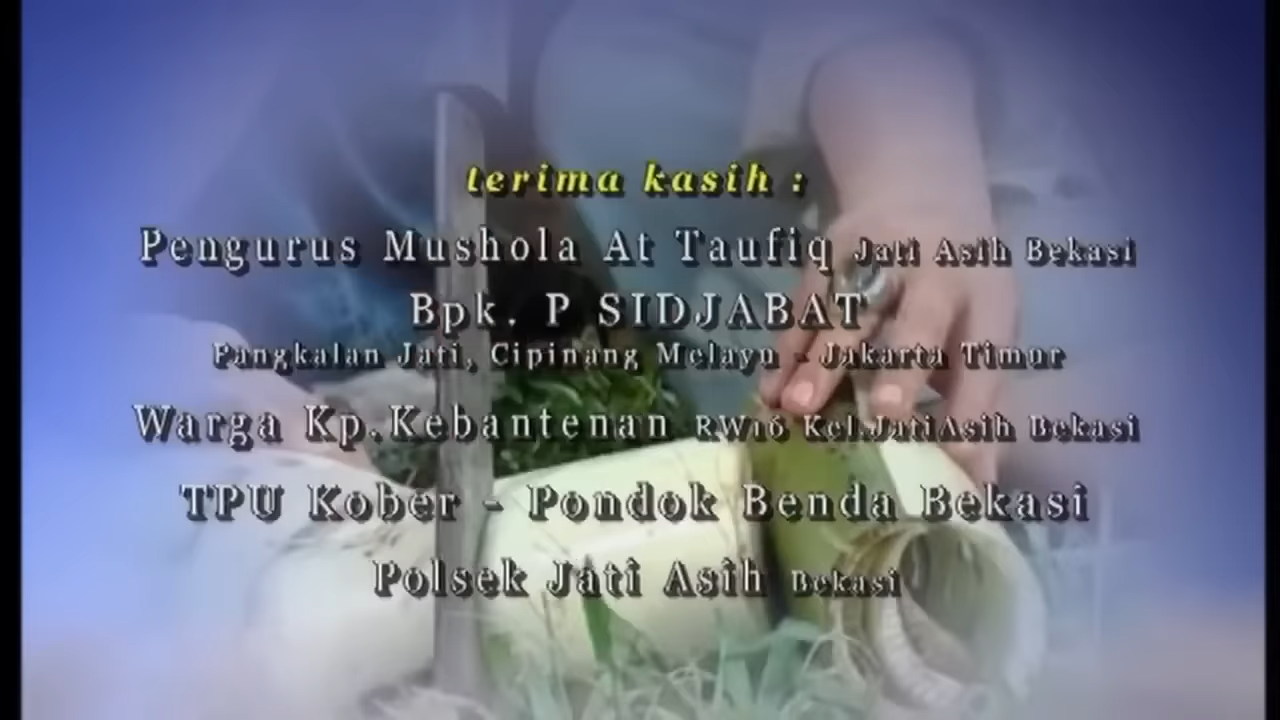 terima kasih :
Pengurus Mushola At Taufiq Jati Asih Bekasi
Bpk. P SIDJABAT
Pangkalan Jati, Cipinang Melayu - Jakarta Timur
Warga Kp.Kebantenan RW16 Kel.JatiAsih Bekasi
TPU Kober - Pondok Benda Bekasi
Polsek Jati Asih Bekasi